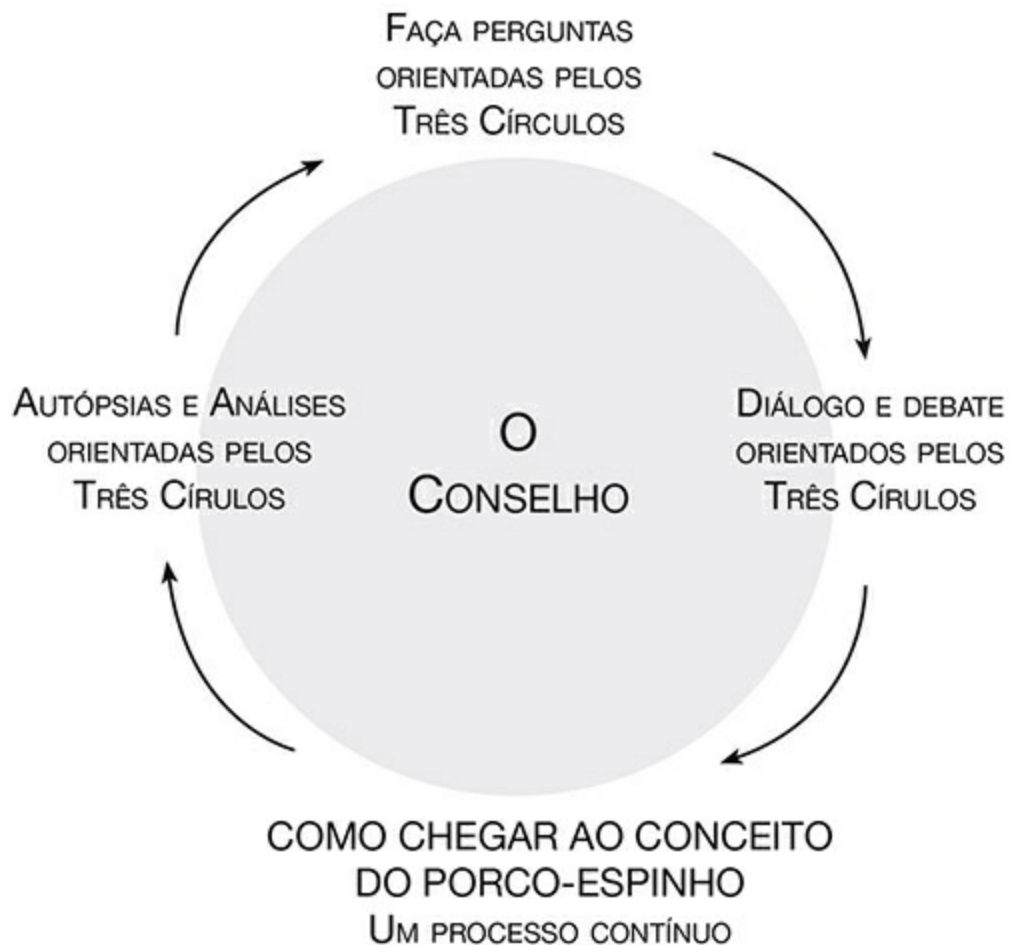 FAÇA PERGUNTAS
ORIENTADAS PELOS
TRÊS CÍRCULOS
DIÁLOGO E DEBATE
ORIENTADOS PELOS
TRÊS CÍRULOS
O
CONSELHO
AUTÓPSIAS E ANÁLISES
ORIENTADAS PELOS
TRÊS CÍRULOS
COMO CHEGAR AO CONCEITO
DO PORCO-ESPINHO
UM PROCESSO CONTÍNUO